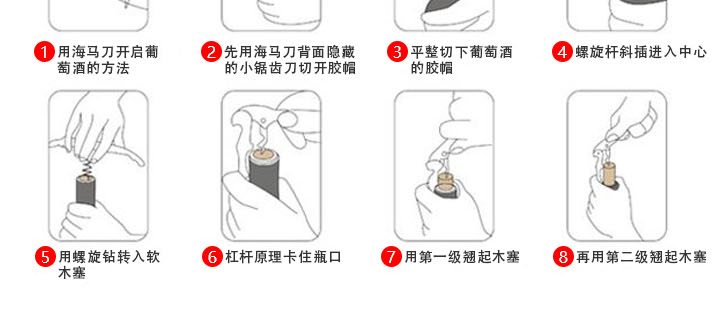 1 用海马刀开启葡
萄酒的方法
2 先用海马刀背面隐藏
的小锯齿刀切开胶帽
3 平整切下葡萄酒
的胶帽
4 螺旋杆斜插进入中心
5 用螺旋钻转入软
木塞
6 杠杆原理卡住瓶口
7 用第一级翘起木塞
8 再用第二级翘起木塞